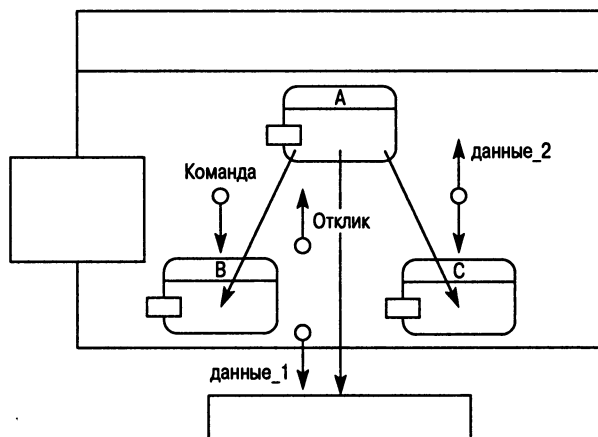 A
данные_2
Команда
Отклик
B
C
данные_1